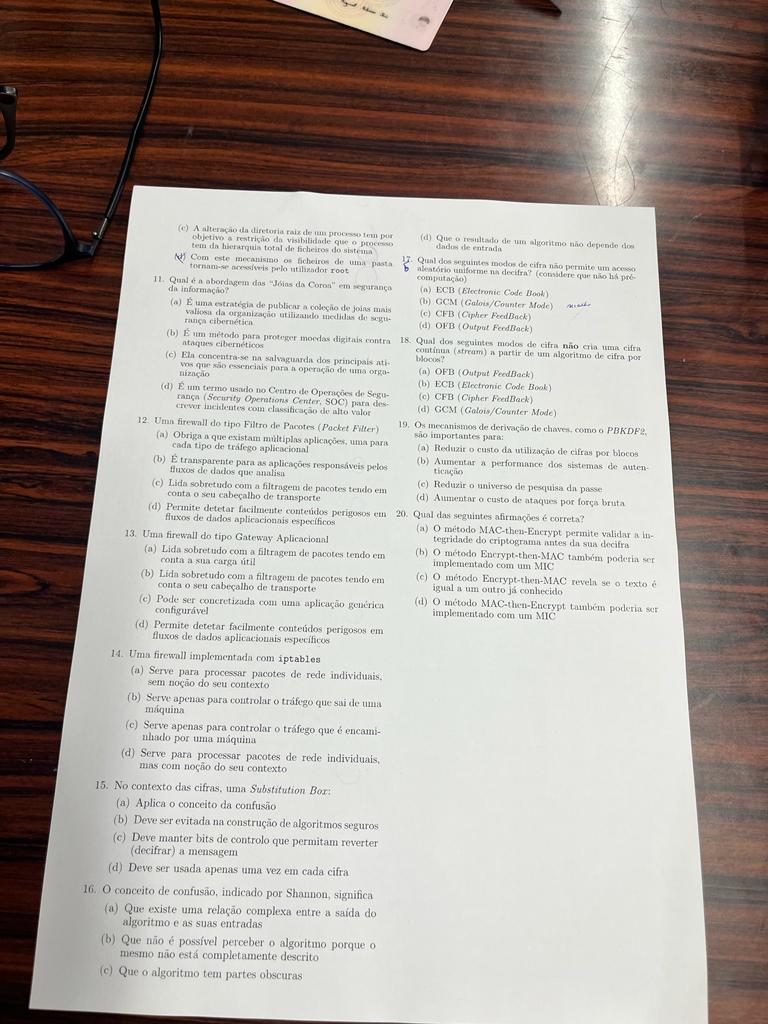 (c) A alteração da diretoria raiz de um processo tem por
objetivo a restrição da visibilidade que o processo
tem da hierarquia total de ficheiros do sistema
(d) Com este mecanismo os ficheiros de uma pasta
tornam-se acessíveis pelo utilizador root
11. Qual é a abordagem das "Jóias da Coroa" em segurança
da informação?
(a) É uma estratégia de publicar a coleção de joias mais
valiosa da organização utilizando medidas de segu-
rança cibernética
(b) É um método para proteger moedas digitais contra
ataques cibernéticos
(c) Ela concentra-se na salvaguarda dos principais ati-
vos que são essenciais para a operação de uma orga-
nização
(d) É um termo usado no Centro de Operações de Segu-
rança (Security Operations Center, SOC) para des-
crever incidentes com classificação de alto valor
12. Uma firewall do tipo Filtro de Pacotes (Packet Filter)
(a) Obriga a que existam múltiplas aplicações, uma para
cada tipo de tráfego aplicacional
(b) É transparente para as aplicações responsáveis pelos
fluxos de dados que analisa
(c) Lida sobretudo com a filtragem de pacotes tendo em
conta o seu cabeçalho de transporte
(d) Permite detetar facilmente conteúdos perigosos em
fluxos de dados aplicacionais específicos
13. Uma firewall do tipo Gateway Aplicacional
(a) Lida sobretudo com a filtragem de pacotes tendo em
conta a sua carga útil
(b) Lida sobretudo com a filtragem de pacotes tendo em
conta o seu cabeçalho de transporte
(c) Pode ser concretizada com uma aplicação genérica
configurável
(d) Permite detetar facilmente conteúdos perigosos em
fluxos de dados aplicacionais específicos
14. Uma firewall implementada com iptables
(a) Serve para processar pacotes de rede individuais,
sem noção do seu contexto
(b) Serve apenas para controlar o tráfego que sai de uma
máquina
(c) Serve apenas para controlar o tráfego que é encami-
nhado por uma máquina
(d) Serve para processar pacotes de rede individuais,
mas com noção do seu contexto
15. No contexto das cifras, uma Substitution Box:
(a) Aplica o conceito da confusão
(b) Deve ser evitada na construção de algoritmos seguros
(c) Deve manter bits de controlo que permitam reverter
(decifrar) a mensagem
(d) Deve ser usada apenas uma vez em cada cifra
16. O conceito de confusão, indicado por Shannon, significa
(a) Que existe uma relação complexa entre a saída do
algoritmo e as suas entradas
(b) Que não é possível perceber o algoritmo porque o
mesmo não está completamente descrito
(c) Que o algoritmo tem partes obscuras
(d) Que o resultado de um algoritmo não depende dos
dados de entrada
17. Qual dos seguintes modos de cifra não permite um acesso
b aleatório uniforme na decifra? (considere que não há pré-
computação)
(a) ECB (Electronic Code Book)
(b) GCM (Galois/Counter Mode)
(c) CFB (Cipher FeedBack)
(d) OFB (Output FeedBack)
18. Qual dos seguintes modos de cifra não cria uma cifra
contínua (stream) a partir de um algoritmo de cifra por
blocos?
(a) OFB (Output FeedBack)
(b) ECB (Electronic Code Book)
(c) CFB (Cipher FeedBack)
(d) GCM (Galois/Counter Mode)
19. Os mecanismos de derivação de chaves, como o PBKDF2,
são importantes para:
(a) Reduzir o custo da utilização de cifras por blocos
(b) Aumentar a performance dos sistemas de auten-
ticação
(c) Reduzir o universo de pesquisa da passe
(d) Aumentar o custo de ataques por força bruta
20. Qual das seguintes afirmações é correta?
(a) O método MAC-then-Encrypt permite validar a in-
tegridade do criptograma antes da sua decifra
(b) O método Encrypt-then-MAC também poderia ser
implementado com um MIC
(c) O método Encrypt-then-MAC revela se o texto é
igual a um outro já conhecido
(d) O método MAC-then-Encrypt também poderia ser
implementado com um MIC